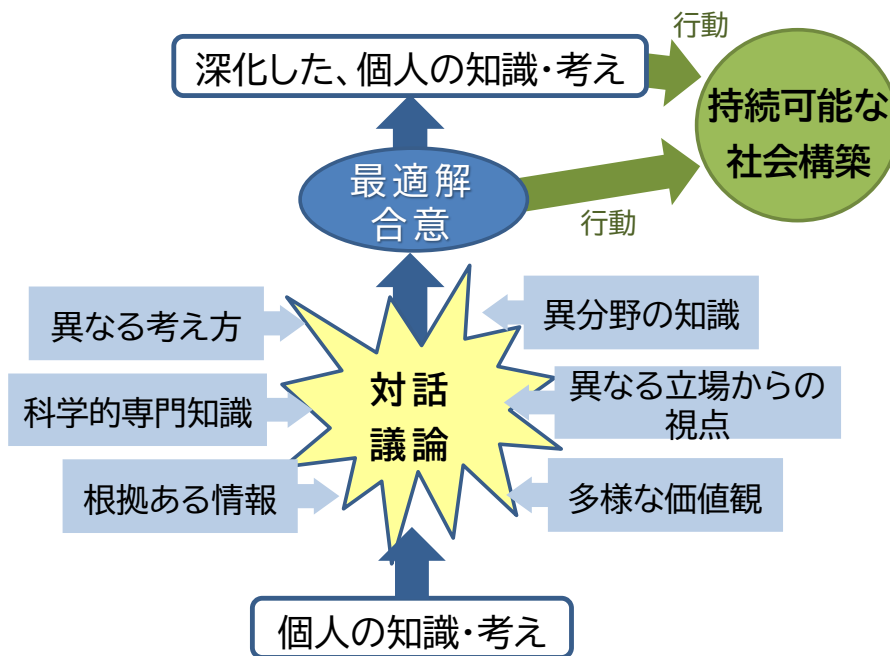 行動
深化した、個人の知識・考え
持続可能な
社会構築
最適解
合意
行動
異なる考え方
異分野の知識
対話
議論
科学的専門知識
異なる立場からの
視点
根拠ある情報
多様な価値観
個人の知識・考え